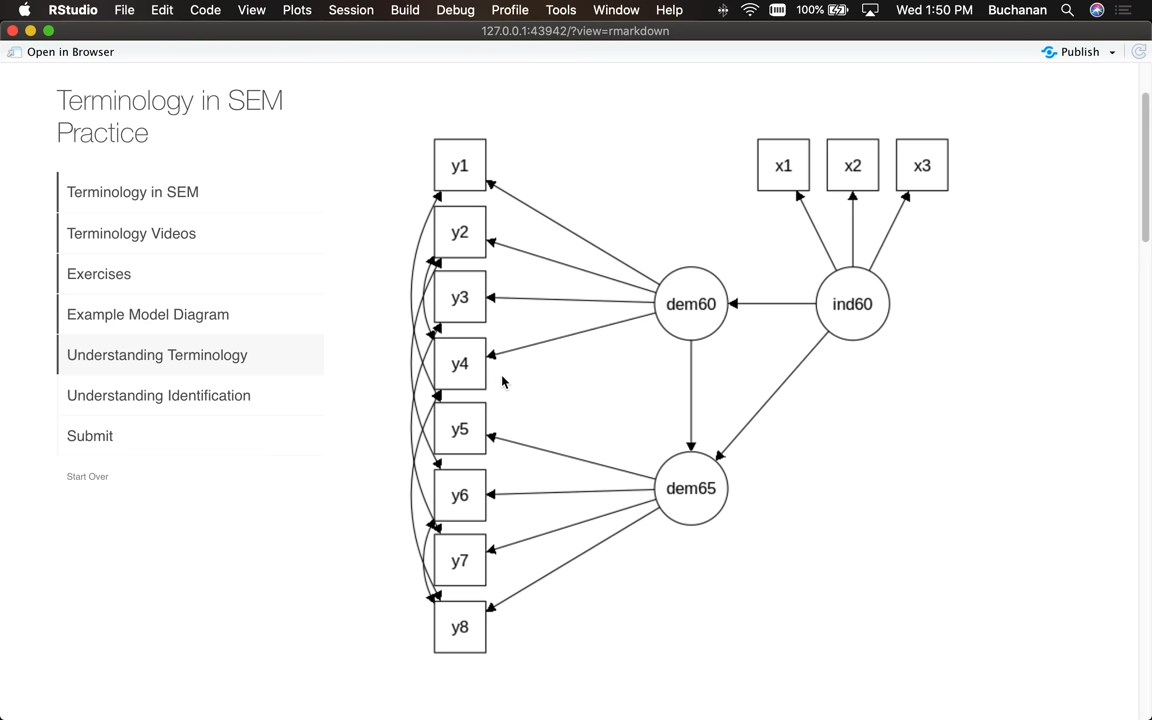 RStudio File Edit Code View Plots Session Build Debug Profile Tools Window Help 100% Wed 1:50 PM Buchanan
127.0.0.1:43942/?view=rmarkdown
Open in Browser Publish
Terminology in SEM
Practice
Terminology in SEM
Terminology Videos
Exercises
Example Model Diagram
Understanding Terminology
Understanding Identification
Submit
Start Over
y1 x1 x2 x3
y2
y3
dem60 ind60
y4
y5
dem65
y6
y7
y8